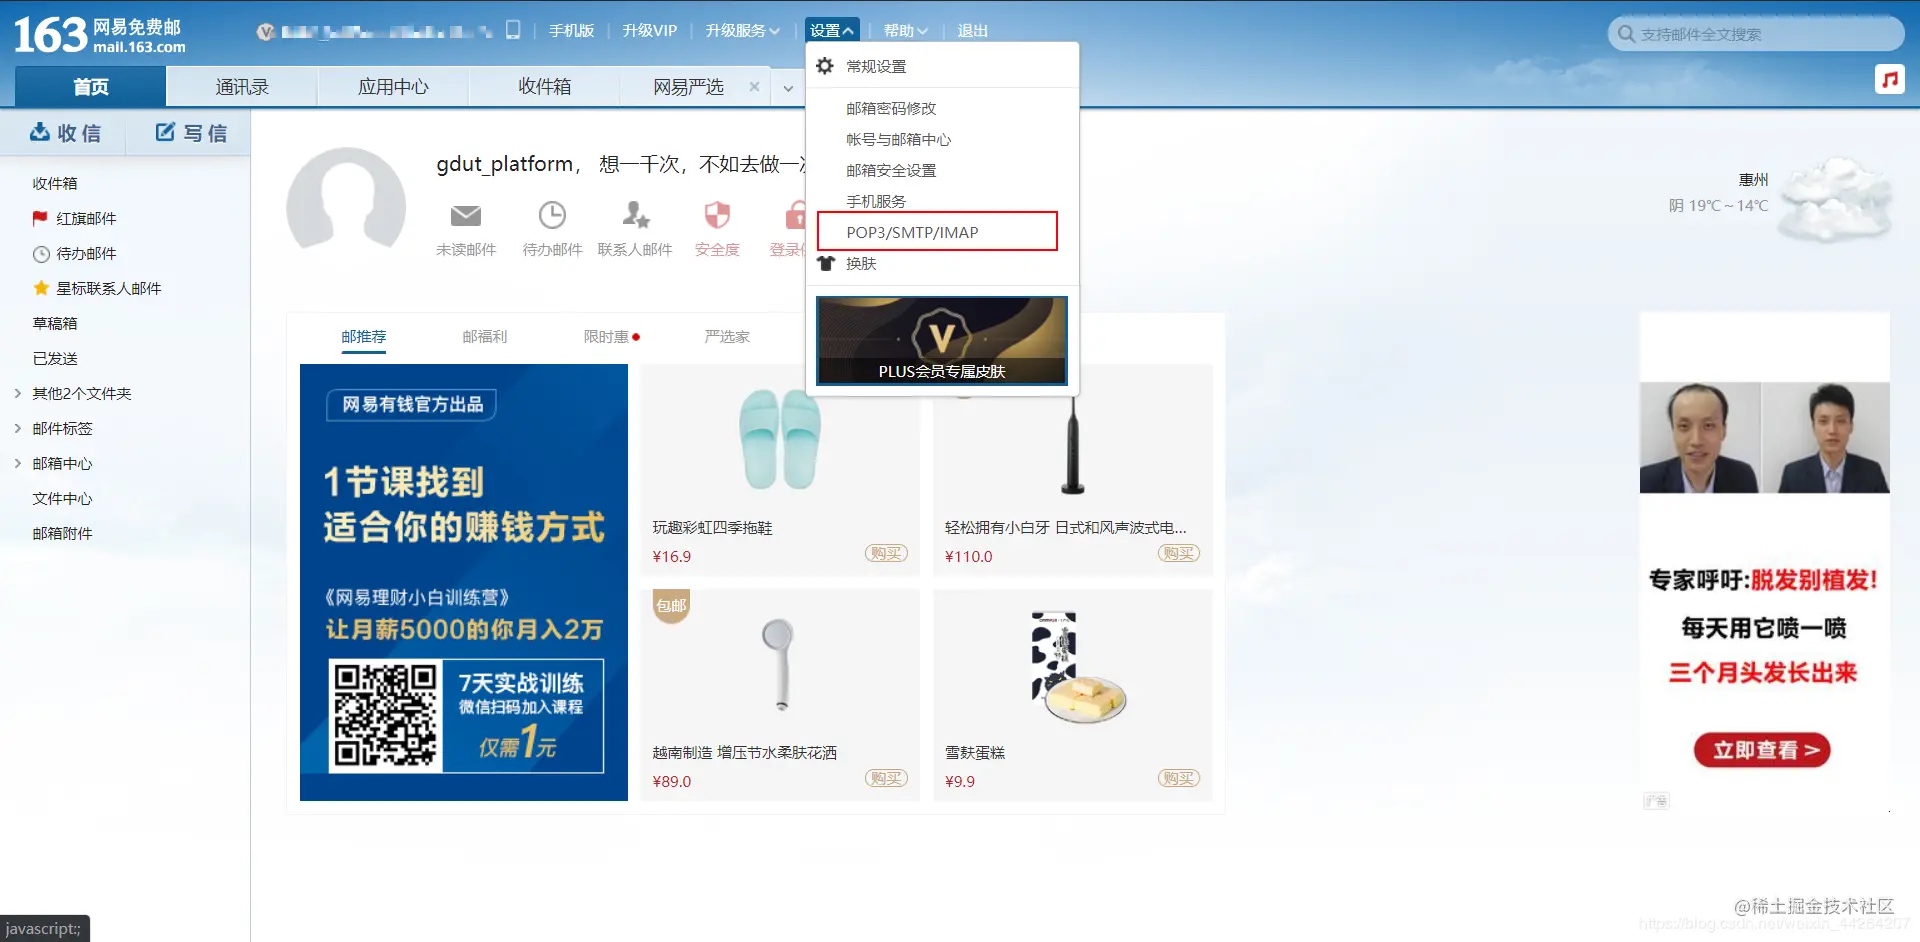 163 网易免费邮
mail.163.com
手机版 升级VIP 升级服务 设置 帮助 退出
支持邮件全文搜索
首页 通讯录 应用中心 收件箱 网易严选
收信 写信
收件箱
红旗邮件
待办邮件
星标联系人邮件
草稿箱
已发送
其他2个文件夹
邮件标签
邮箱中心
文件中心
邮箱附件
gdut_platform， 想一千次，不如去做一
未读邮件 待办邮件 联系人邮件 安全度 登录
常规设置
邮箱密码修改
帐号与邮箱中心
邮箱安全设置
手机服务
POP3/SMTP/IMAP
换肤
V
PLUS会员专属皮肤
惠州
阴 19℃～14℃
邮推荐 邮福利 限时惠 严选家
网易有钱官方出品
1节课找到
适合你的赚钱方式
《网易理财小白训练营》
让月薪5000的你月入2万
7天实战训练
微信扫码加入课程
仅需1元
玩趣彩虹四季拖鞋
¥16.9 购买
轻松拥有小白牙 日式和风声波式电...
¥110.0 购买
包邮
越南制造 增压节水柔肤花洒
¥89.0 购买
雪麸蛋糕
¥9.9 购买
专家呼吁:脱发别植发!
每天用它喷一喷
三个月头发长出来
立即查看 >
广告
javascript:;
@稀土掘金技术社区
https://blog.csdn.net/weixin_44284207